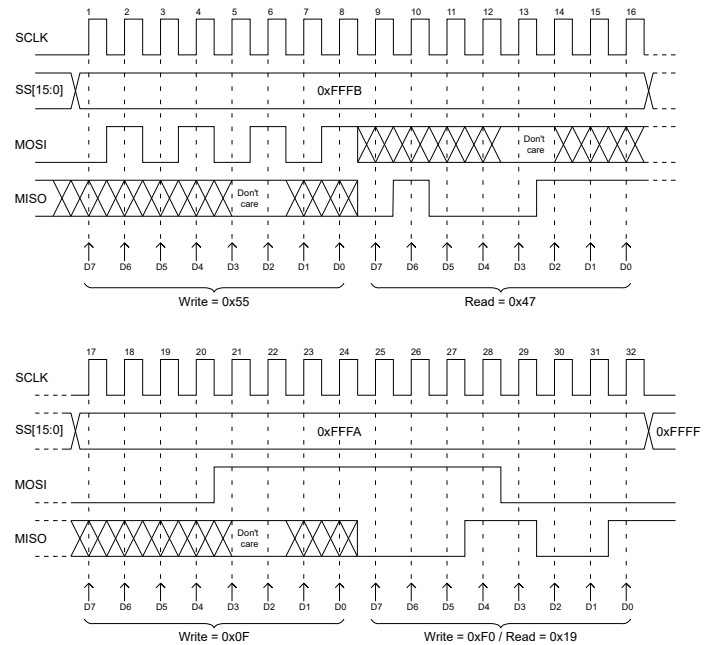 1 2 3 4 5 6 7 8 9 10 11 12 13 14 15 16
SCLK
SS[15:0] 0xFFFB
MOSI Don't care
MISO Don't care
D7 D6 D5 D4 D3 D2 D1 D0 D7 D6 D5 D4 D3 D2 D1 D0
Write = 0x55 Read = 0x47
17 18 19 20 21 22 23 24 25 26 27 28 29 30 31 32
SCLK
SS[15:0] 0xFFFA 0xFFFF
MOSI
MISO Don't care
D7 D6 D5 D4 D3 D2 D1 D0 D7 D6 D5 D4 D3 D2 D1 D0
Write = 0x0F Write = 0xF0 / Read = 0x19